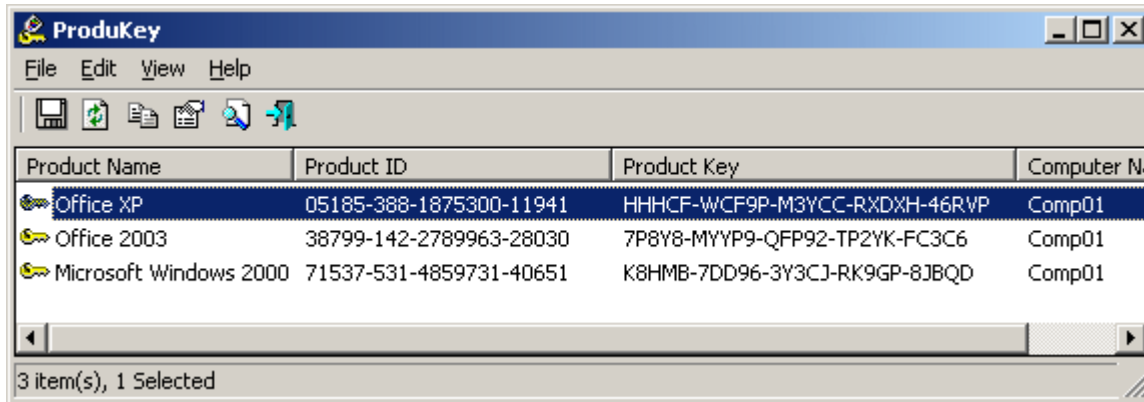 ProduKey
File Edit View Help
Product Name Product ID Product Key Computer Na
Office XP 05185-388-1875300-11941 HHHCF-WCF9P-M3YCC-RXDXH-46RVP Comp01
Office 2003 38799-142-2789963-28030 7P8Y8-MYYP9-QFP92-TP2YK-FC3C6 Comp01
Microsoft Windows 2000 71537-531-4859731-40651 K8HMB-7DD96-3Y3CJ-RK9GP-8JBQD Comp01
3 item(s), 1 Selected